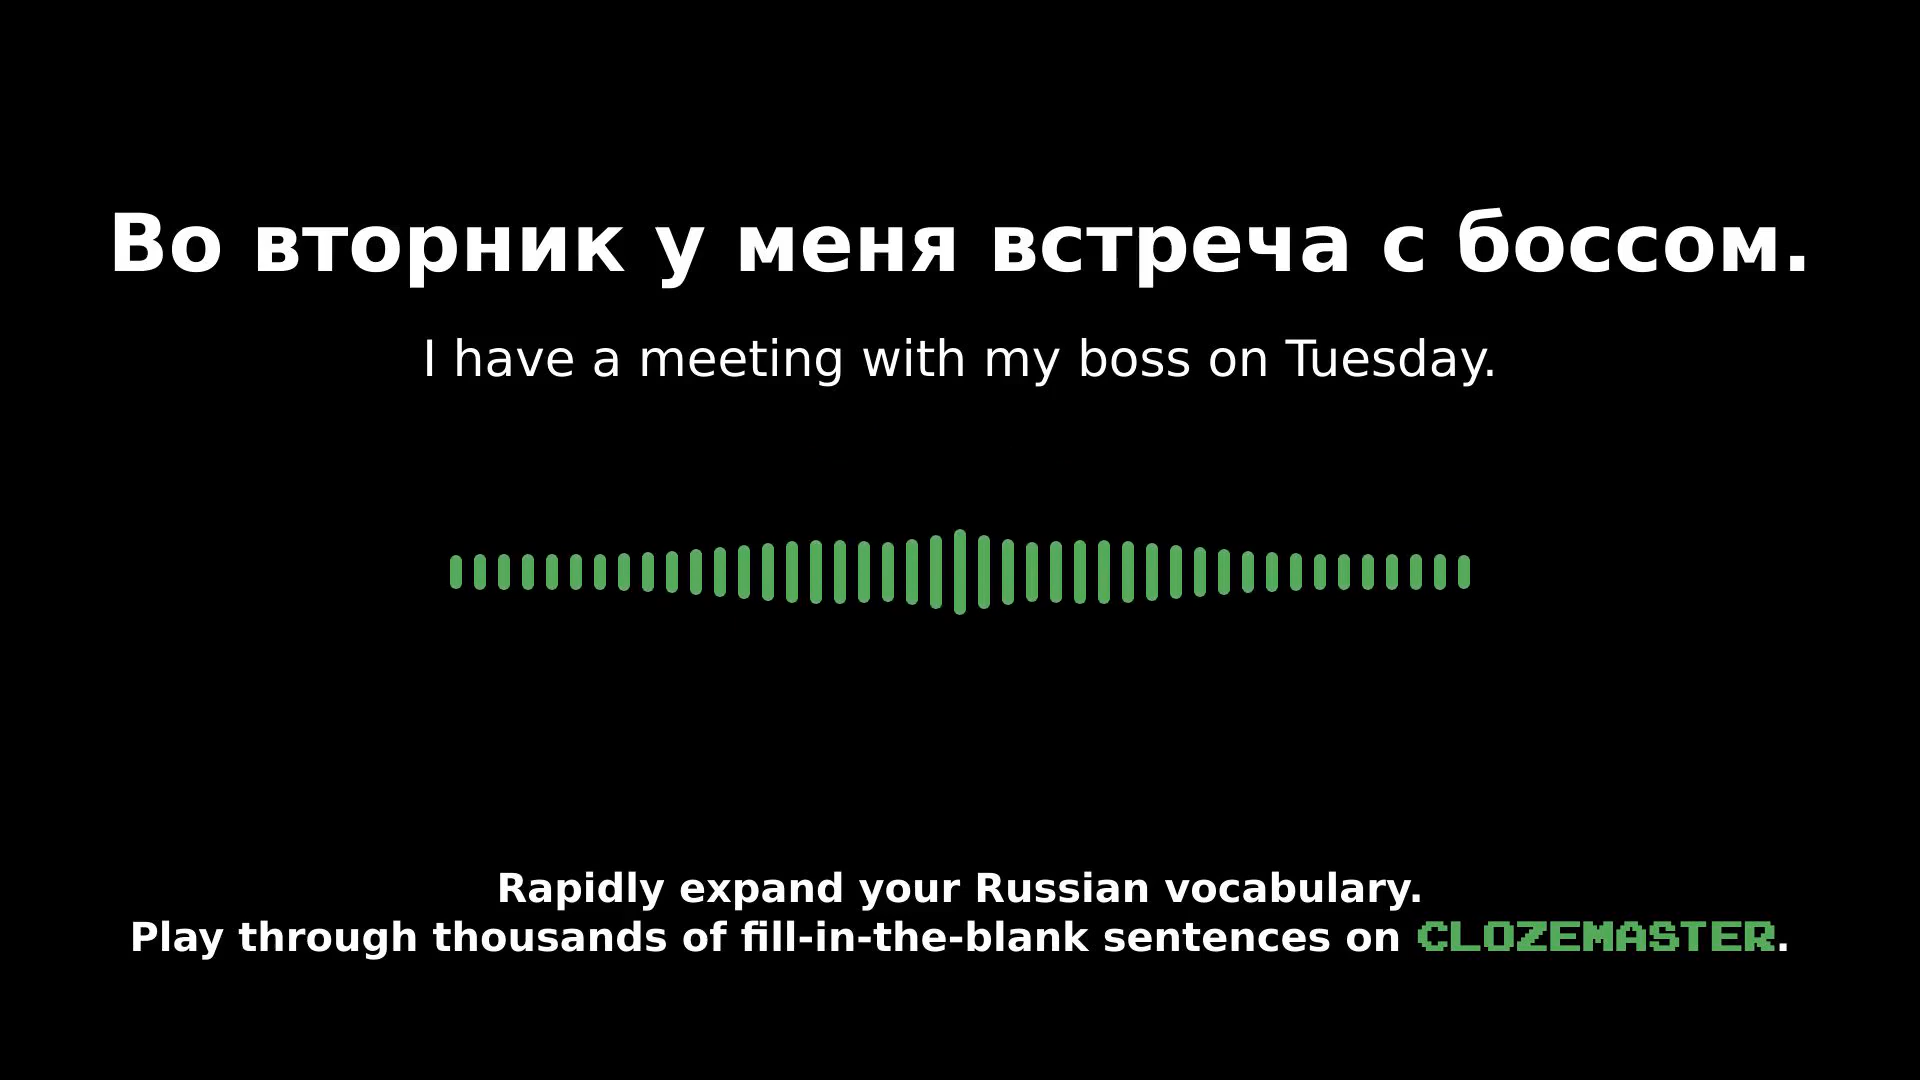 Во вторник у меня встреча с боссом.
I have a meeting with my boss on Tuesday.
Rapidly expand your Russian vocabulary.
Play through thousands of fill-in-the-blank sentences on CLOZEMASTER.